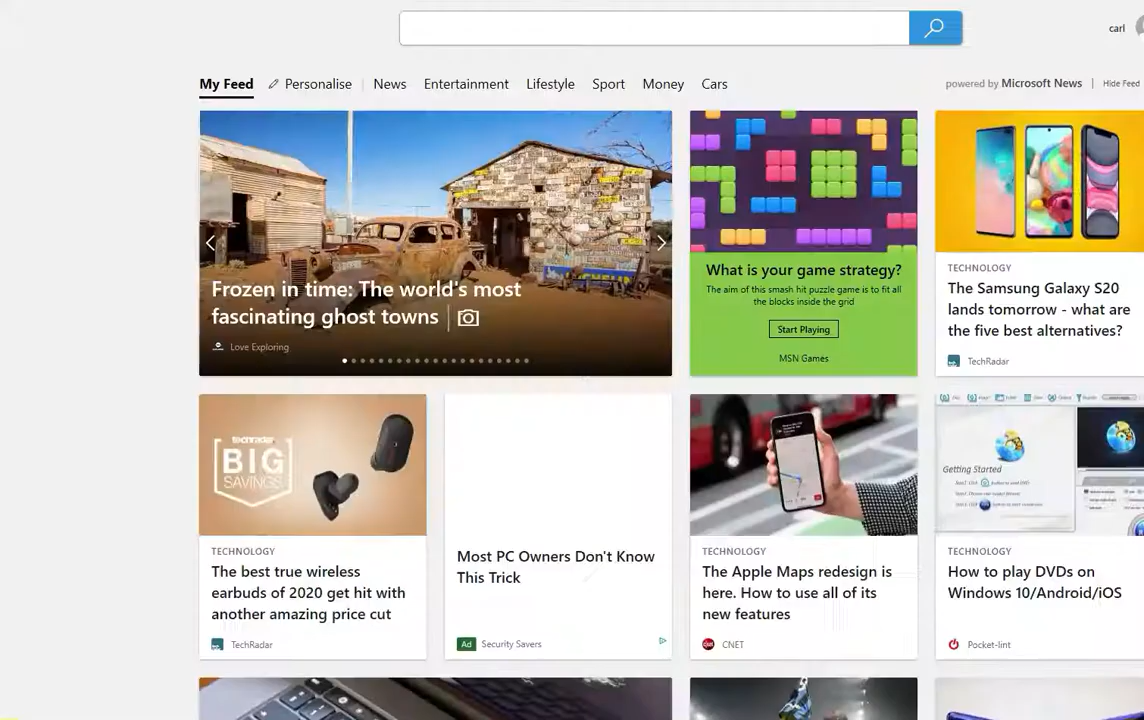 carl
My Feed
Personalise
News
Entertainment
Lifestyle
Sport
Money
Cars
powered by Microsoft News
Hide Feed
Frozen in time: The world's most
fascinating ghost towns
Love Exploring
What is your game strategy?
The aim of this smash hit puzzle game is to fit all
the blocks inside the grid
Start Playing
MSN Games
TECHNOLOGY
The Samsung Galaxy S20
lands tomorrow - what are
the five best alternatives?
TechRadar
techradar
BIG
SAVINGS
TECHNOLOGY
The best true wireless
earbuds of 2020 get hit with
another amazing price cut
TechRadar
Most PC Owners Don't Know
This Trick
Ad
Security Savers
TECHNOLOGY
The Apple Maps redesign is
here. How to use all of its
new features
CNET
Getting Started
TECHNOLOGY
How to play DVDs on
Windows 10/Android/iOS
Pocket-lint